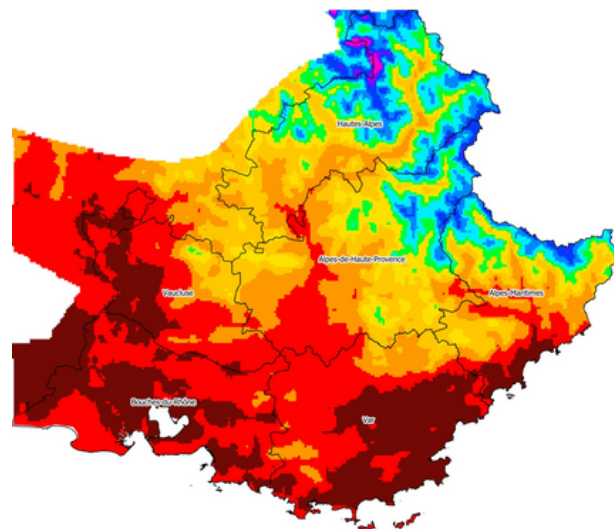 Hautes-Alpes
Alpes-de-Haute-Provence
Vaucluse
Alpes-Maritimes
Bouches-du-Rhône
Var